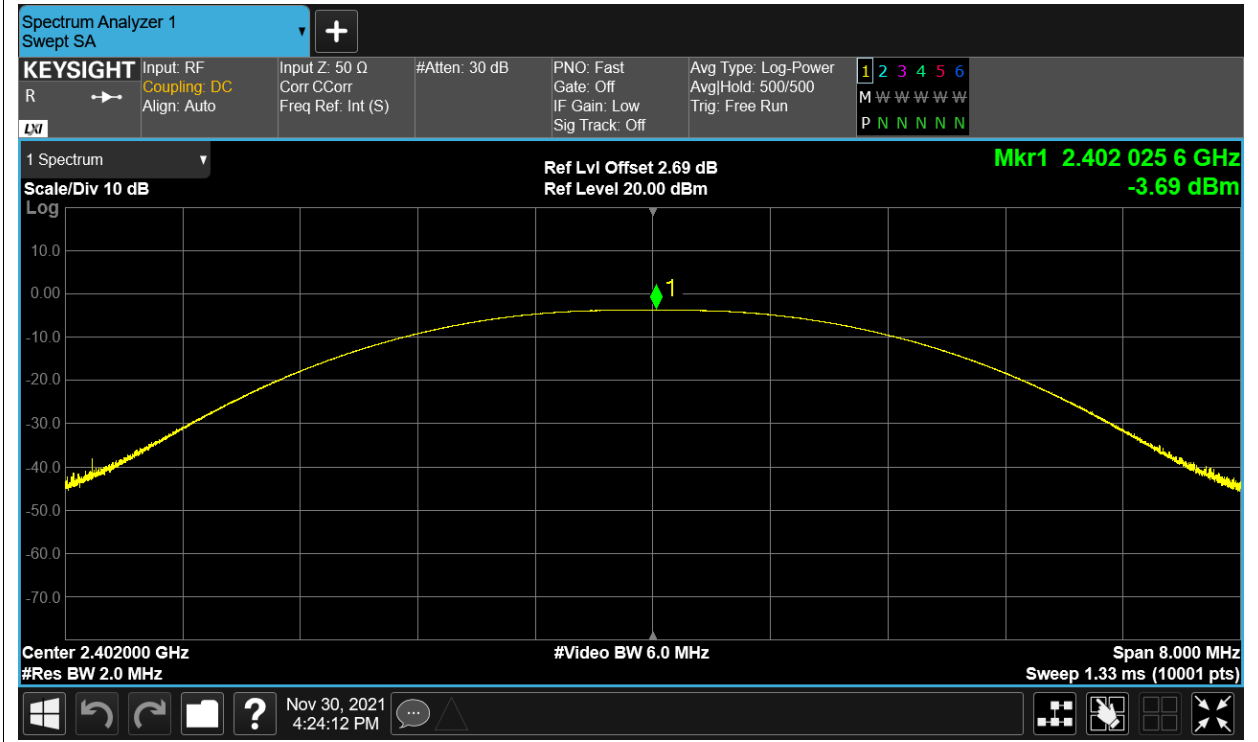 Spectrum Analyzer 1
Swept SA
KEYSIGHT
R
LXI
Input: RF
Coupling: DC
Align: Auto
Input Z: 50 Ω
Corr CCorr
Freq Ref: Int (S)
#Atten: 30 dB
PNO: Fast
Gate: Off
IF Gain: Low
Sig Track: Off
Avg Type: Log-Power
Avg|Hold: 500/500
Trig: Free Run
1 2 3 4 5 6
M W W W W W W
P N N N N N N
1 Spectrum
Scale/Div 10 dB
Log
Ref Lvl Offset 2.69 dB
Ref Level 20.00 dBm
Mkr1 2.402 025 6 GHz
-3.69 dBm
1
10.0
0.00
-10.0
-20.0
-30.0
-40.0
-50.0
-60.0
-70.0
Center 2.402000 GHz
#Video BW 6.0 MHz
Span 8.000 MHz
#Res BW 2.0 MHz
Sweep 1.33 ms (10001 pts)
?
Nov 30, 2021
4:24:12 PM